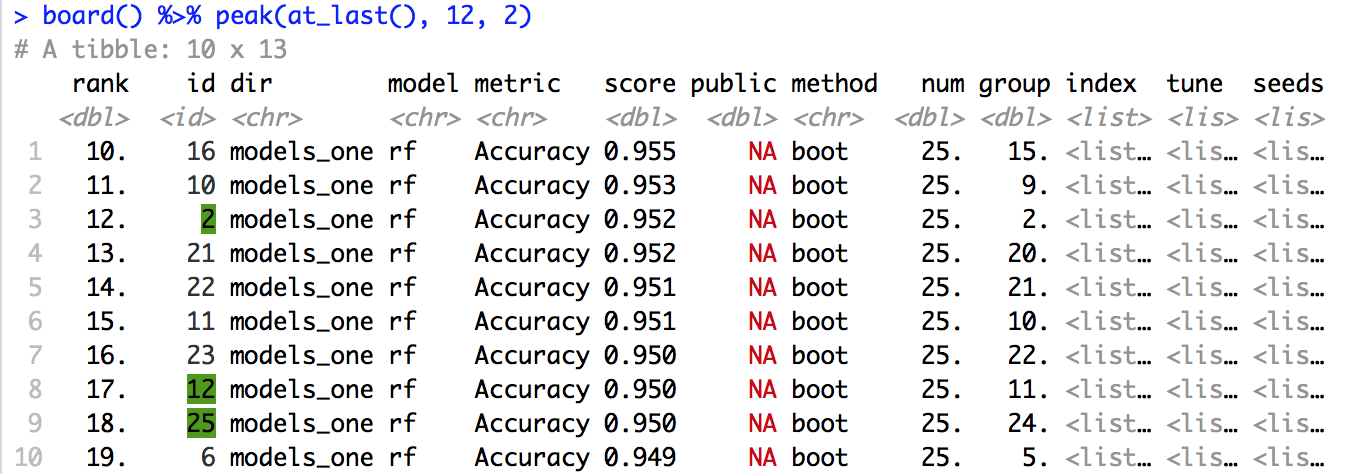 > board() %>% peak(at_last(), 12, 2)
# A tibble: 10 x 13
rank id dir model metric score public method num group index tune seeds
<dbl> <id> <chr> <chr> <chr> <dbl> <dbl> <chr> <dbl> <dbl> <list> <lis> <lis>
1 10. 16 models_one rf Accuracy 0.955 NA boot 25. 15. <list… <lis… <lis…
2 11. 10 models_one rf Accuracy 0.953 NA boot 25. 9. <list… <lis… <lis…
3 12. 2 models_one rf Accuracy 0.952 NA boot 25. 2. <list… <lis… <lis…
4 13. 21 models_one rf Accuracy 0.952 NA boot 25. 20. <list… <lis… <lis…
5 14. 22 models_one rf Accuracy 0.951 NA boot 25. 21. <list… <lis… <lis…
6 15. 11 models_one rf Accuracy 0.951 NA boot 25. 10. <list… <lis… <lis…
7 16. 23 models_one rf Accuracy 0.950 NA boot 25. 22. <list… <lis… <lis…
8 17. 12 models_one rf Accuracy 0.950 NA boot 25. 11. <list… <lis… <lis…
9 18. 25 models_one rf Accuracy 0.950 NA boot 25. 24. <list… <lis… <lis…
10 19. 6 models_one rf Accuracy 0.949 NA boot 25. 5. <list… <lis… <lis…